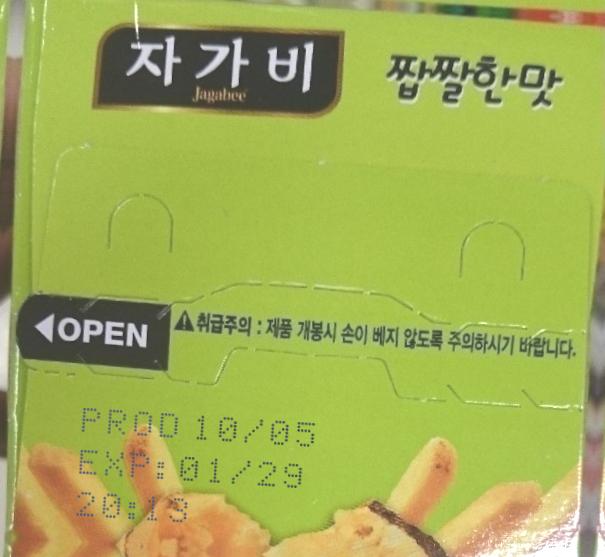 자가비
Jagabee
짭짤한맛
OPEN
취급주의 : 제품 개봉시 손이 베지 않도록 주의하시기 바랍니다.
PROD 10/05
EXP: 01/29
20:13